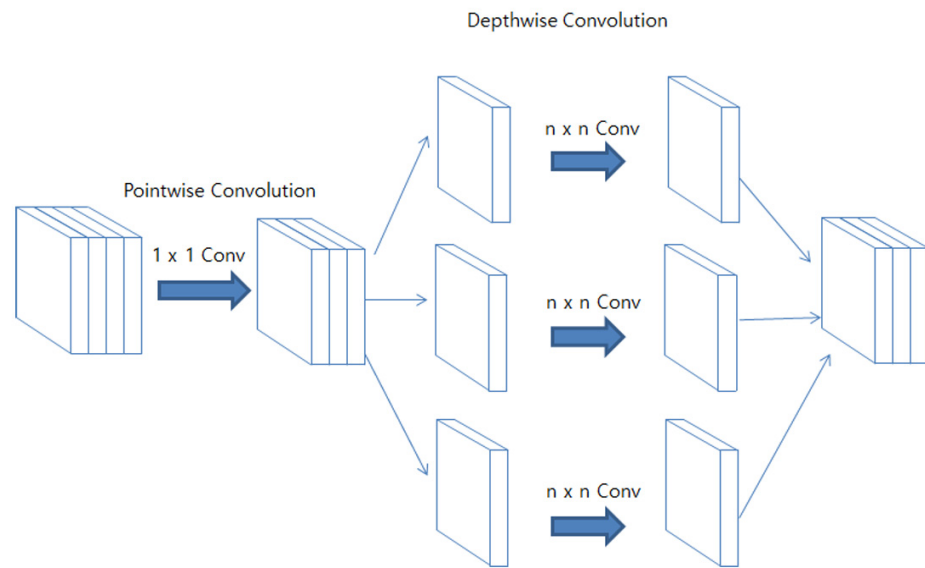 Depthwise Convolution
n x n Conv
Pointwise Convolution
1 x 1 Conv
n x n Conv
n x n Conv